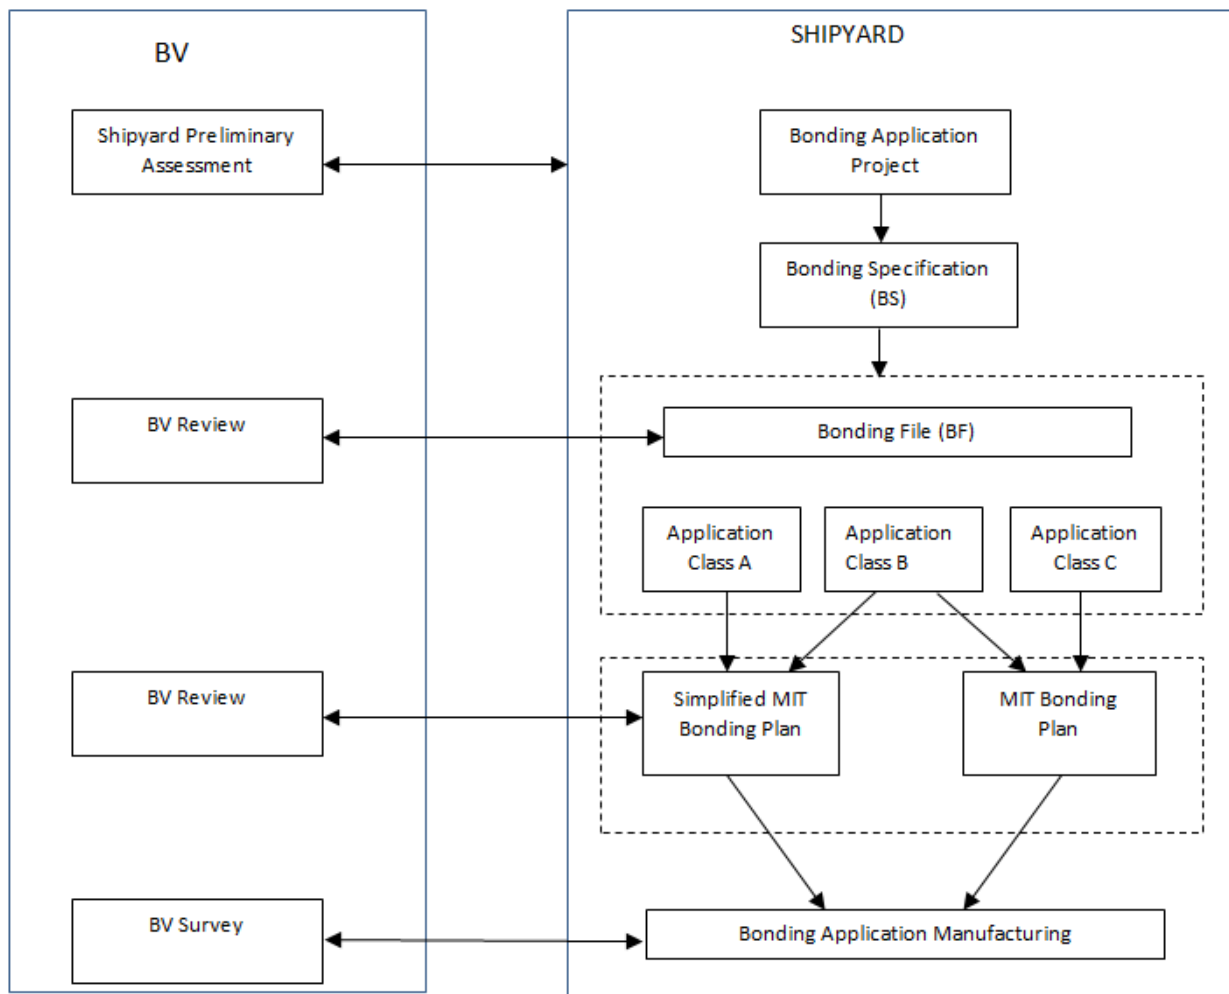 BV
SHIPYARD
Shipyard Preliminary
Assessment
Bonding Application
Project
Bonding Specification
(BS)
BV Review
Bonding File (BF)
Application
Class A
Application
Class B
Application
Class C
BV Review
Simplified MIT
Bonding Plan
MIT Bonding
Plan
BV Survey
Bonding Application Manufacturing